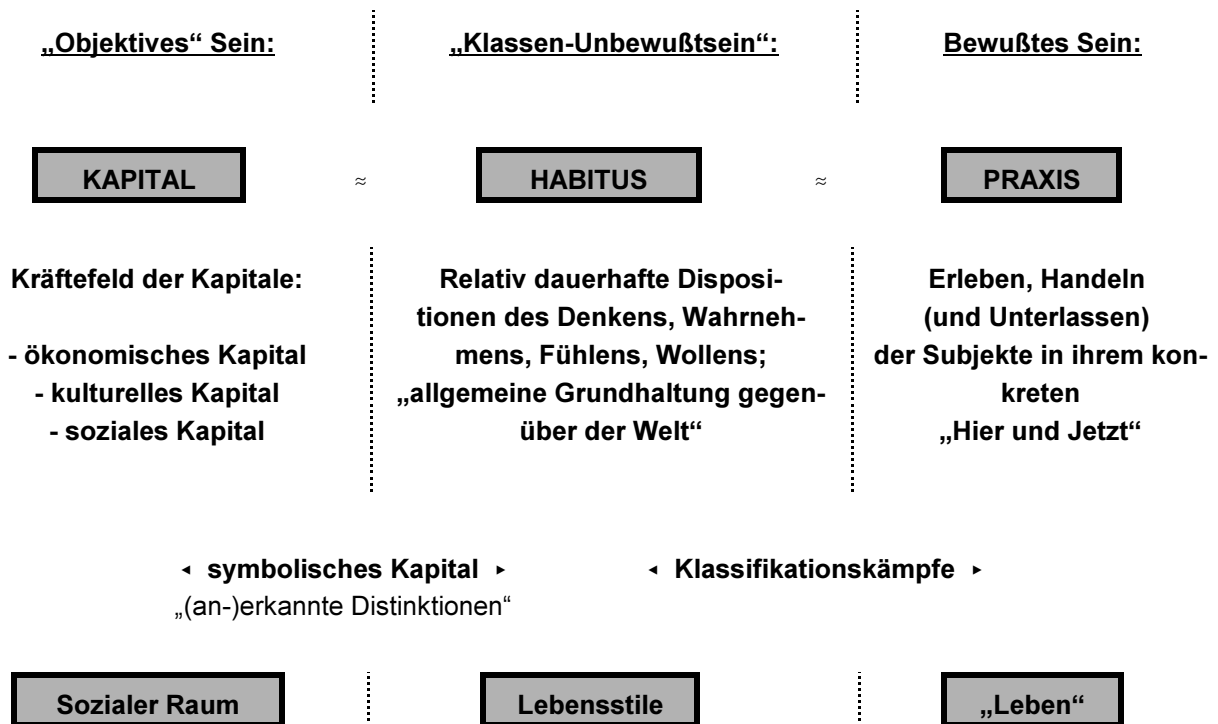 „Objektives“ Sein:
„Klassen-Unbewußtsein“:
Bewußtes Sein:
KAPITAL ≈ HABITUS ≈ PRAXIS
Kräftefeld der Kapitale:
- ökonomisches Kapital
- kulturelles Kapital
- soziales Kapital
Relativ dauerhafte Disposi-
tionen des Denkens, Wahrneh-
mens, Fühlens, Wollens;
„allgemeine Grundhaltung gegen-
über der Welt“
Erleben, Handeln
(und Unterlassen)
der Subjekte in ihrem kon-
kreten
„Hier und Jetzt“
◂ symbolisches Kapital ▸
„(an-)erkannte Distinktionen“
◂ Klassifikationskämpfe ▸
Sozialer Raum
Lebensstile
„Leben“